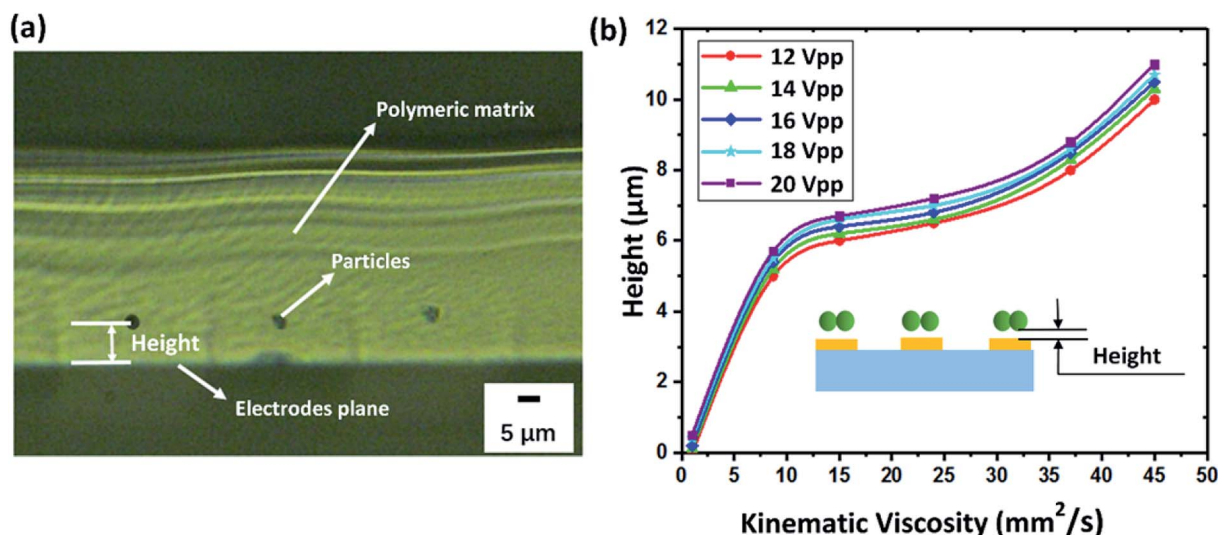 (a)
Polymeric matrix
Particles
Height
Electrodes plane
5 μm
(b)
12 Vpp
14 Vpp
16 Vpp
18 Vpp
20 Vpp
Height (μm)
12
10
8
6
4
2
0
Height
0 5 10 15 20 25 30 35 40 45 50
Kinematic Viscosity (mm²/s)